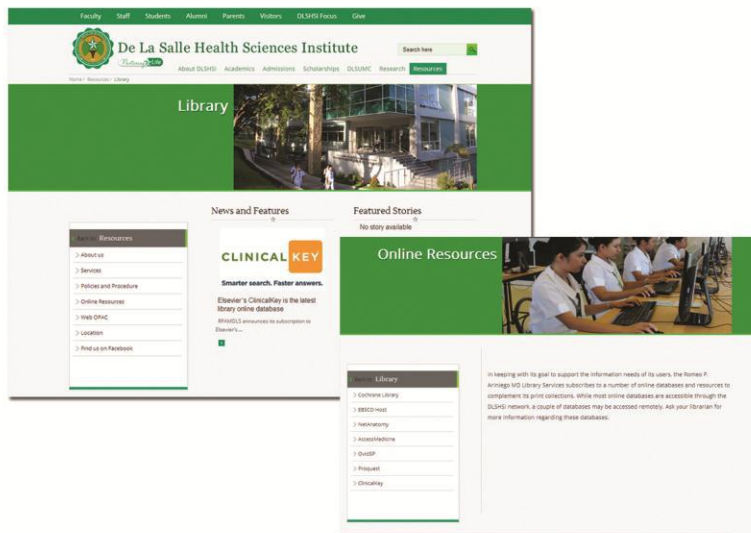 Faculty Staff Students Alumni Parents Visitors DLSHSI Focus Give
De La Salle Health Sciences Institute
Search here
About DLSHSI Academics Admissions Scholarships DLSUMC Research Resources
Home / Resources / Library
Library
News and Features
Featured Stories
No story available
Resources
> About us
> Services
> Policies and Procedure
> Online Resources
> Web OPAC
> Location
> Find us on Facebook
CLINICAL KEY
Smarter search. Faster answers.
Elsevier's ClinicalKey is the latest
library online database
RPAMDLS announces its subscription to
Elsevier's ...
1
Online Resources
Library
> Cochrane Library
> EBSCO Host
> NetAnatomy
> AccessMedicine
> OvidSP
> Proquest
> ClinicalKey
In keeping with its goal to support the information needs of its users, the Romeo P.
Ariniego MD Library Services subscribes to a number of online databases and resources to
complement its print collections. While most online databases are accessible through the
DLSHSI network, a couple of databases may be accessed remotely. Ask your librarian for
more information regarding these databases.